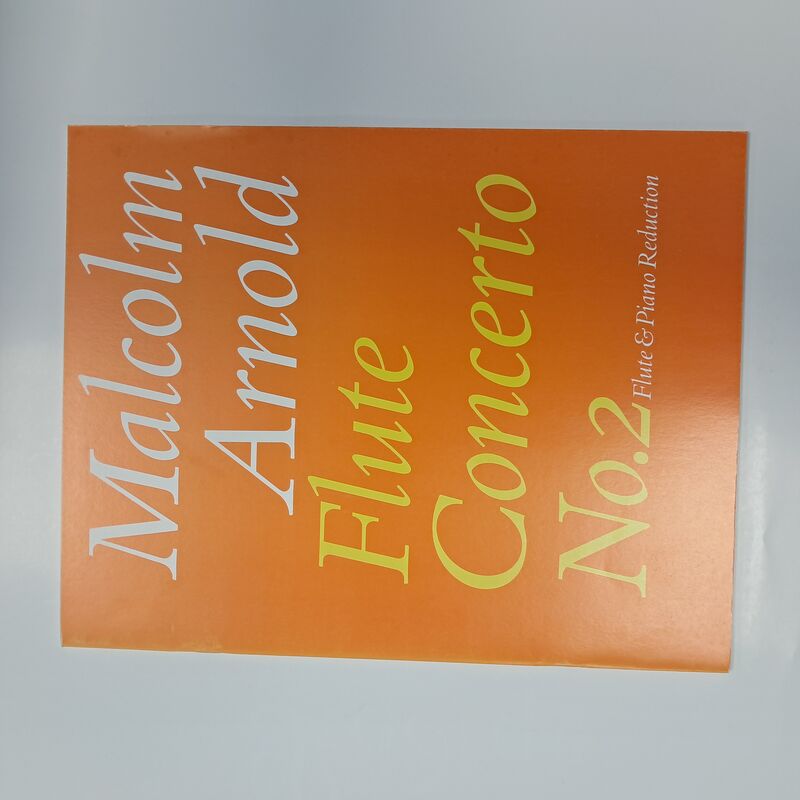 Malcolm
Arnold
Flute
Concerto
No.2
Flute & Piano Reduction